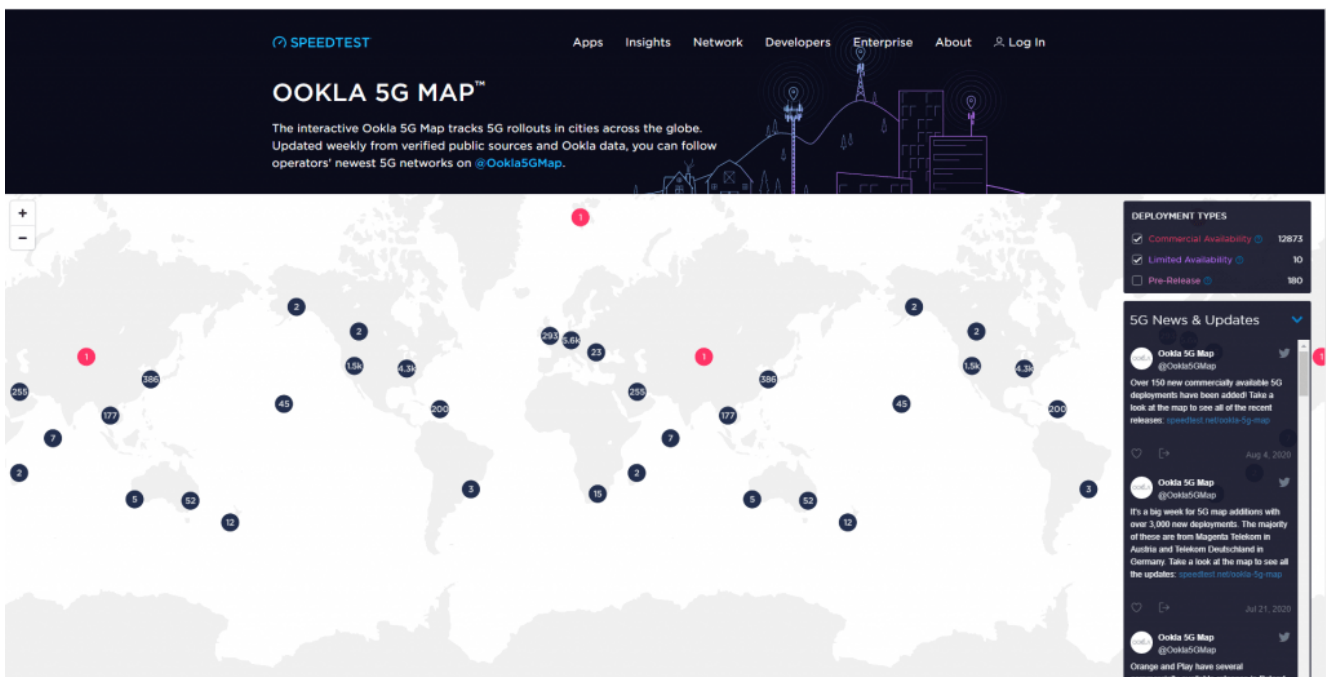 SPEEDTEST
Apps Insights Network Developers Enterprise About Log In
OOKLA 5G MAP™
The interactive Ookla 5G Map tracks 5G rollouts in cities across the globe.
Updated weekly from verified public sources and Ookla data, you can follow
operators' newest 5G networks on @Ookla5GMap.
+
−
1
DEPLOYMENT TYPES
Commercial Availability 12873
Limited Availability 10
Pre-Release 180
2 2
2 293 5.6k 23 2
1 1.5k 4.3k 1 1.5k 4.3k 1
255 386 255 386
177 45 200 177 45 200
7 7
2 2
5 52 3 15 5 52 3
12 12
5G News & Updates
Ookla 5G Map
@Ookla5GMap
Over 150 new commercially available 5G
deployments have been added! Take a
look at the map to see all of the recent
releases: speedtest.net/ookla-5g-map
Aug 4, 2020
Ookla 5G Map
@Ookla5GMap
It's a big week for 5G map additions with
over 3,000 new deployments. The majority
of these are from Magenta Telekom in
Austria and Telekom Deutschland in
Germany. Take a look at the map to see all
the updates: speedtest.net/ookla-5g-map
Jul 21, 2020
Ookla 5G Map
@Ookla5GMap
Orange and Play have several